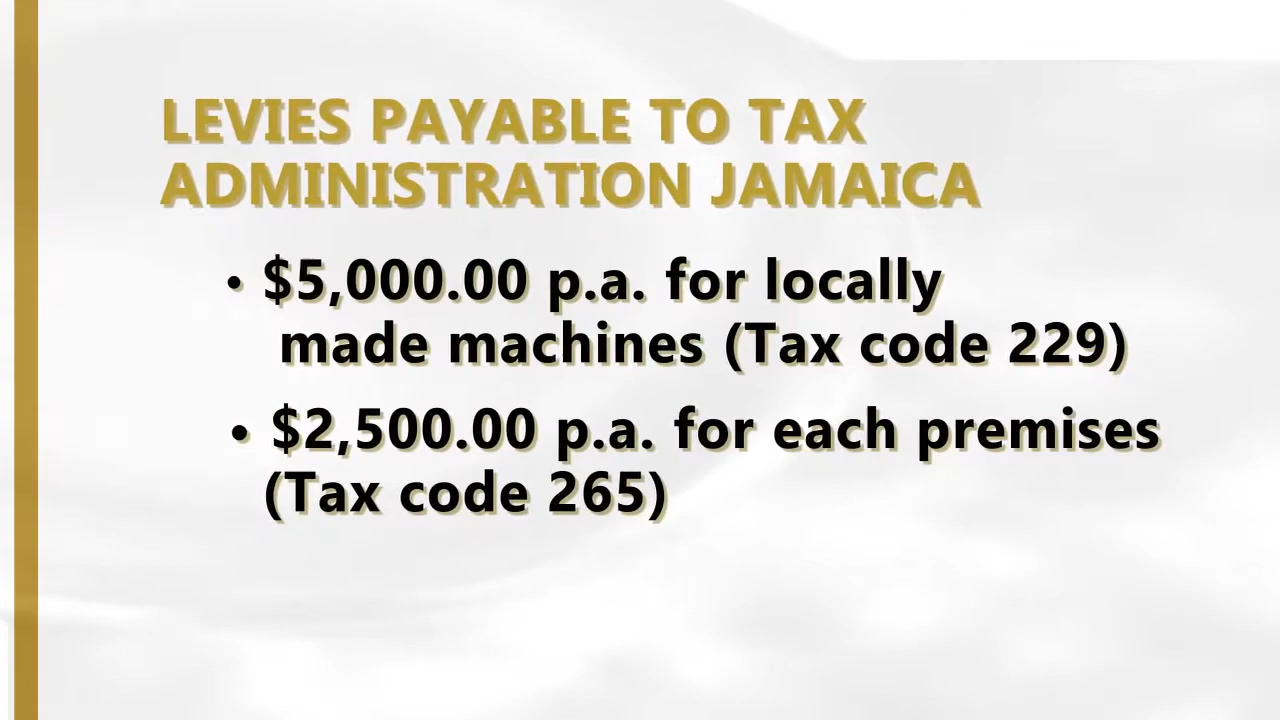 LEVIES PAYABLE TO TAX
ADMINISTRATION JAMAICA
• $5,000.00 p.a. for locally
made machines (Tax code 229)
• $2,500.00 p.a. for each premises
(Tax code 265)